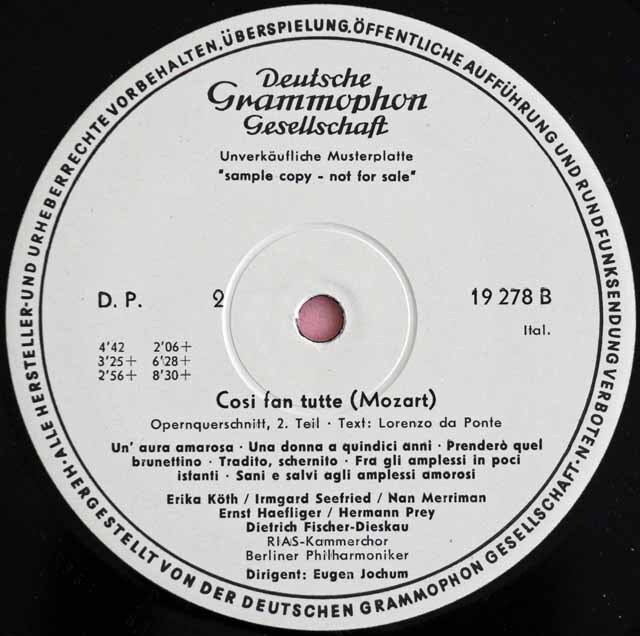 ALLE HERSTELLER- UND URHEBERRECHTE VORBEHALTEN, ÜBERSPIELUNG, ÖFFENTLICHE AUFFÜHRUNG UND RUNDFUNKSENDUNG VERBOTEN
Deutsche
Grammophon
Gesellschaft
Unverkäufliche Musterplatte
"sample copy - not for sale"
D. P. 2 19 278 B
Ital.
4'42 2'06+
3'25+ 6'28+
2'56+ 8'30+
Cosi fan tutte (Mozart)
Opernquerschnitt, 2. Teil · Text: Lorenzo da Ponte
Un' aura amarosa · Una donna a quindici anni · Prenderò quel
brunettino · Tradito, schernito · Fra gli amplessi in poci
istanti · Sani e salvi agli amplessi amorosi
Erika Köth / Irmgard Seefried / Nan Merriman
Ernst Haefliger / Hermann Prey
Dietrich Fischer-Dieskau
RIAS-Kammerchor
Berliner Philharmoniker
Dirigent: Eugen Jochum
· HERGESTELLT VON DER DEUTSCHEN GRAMMOPHON GESELLSCHAFT ·